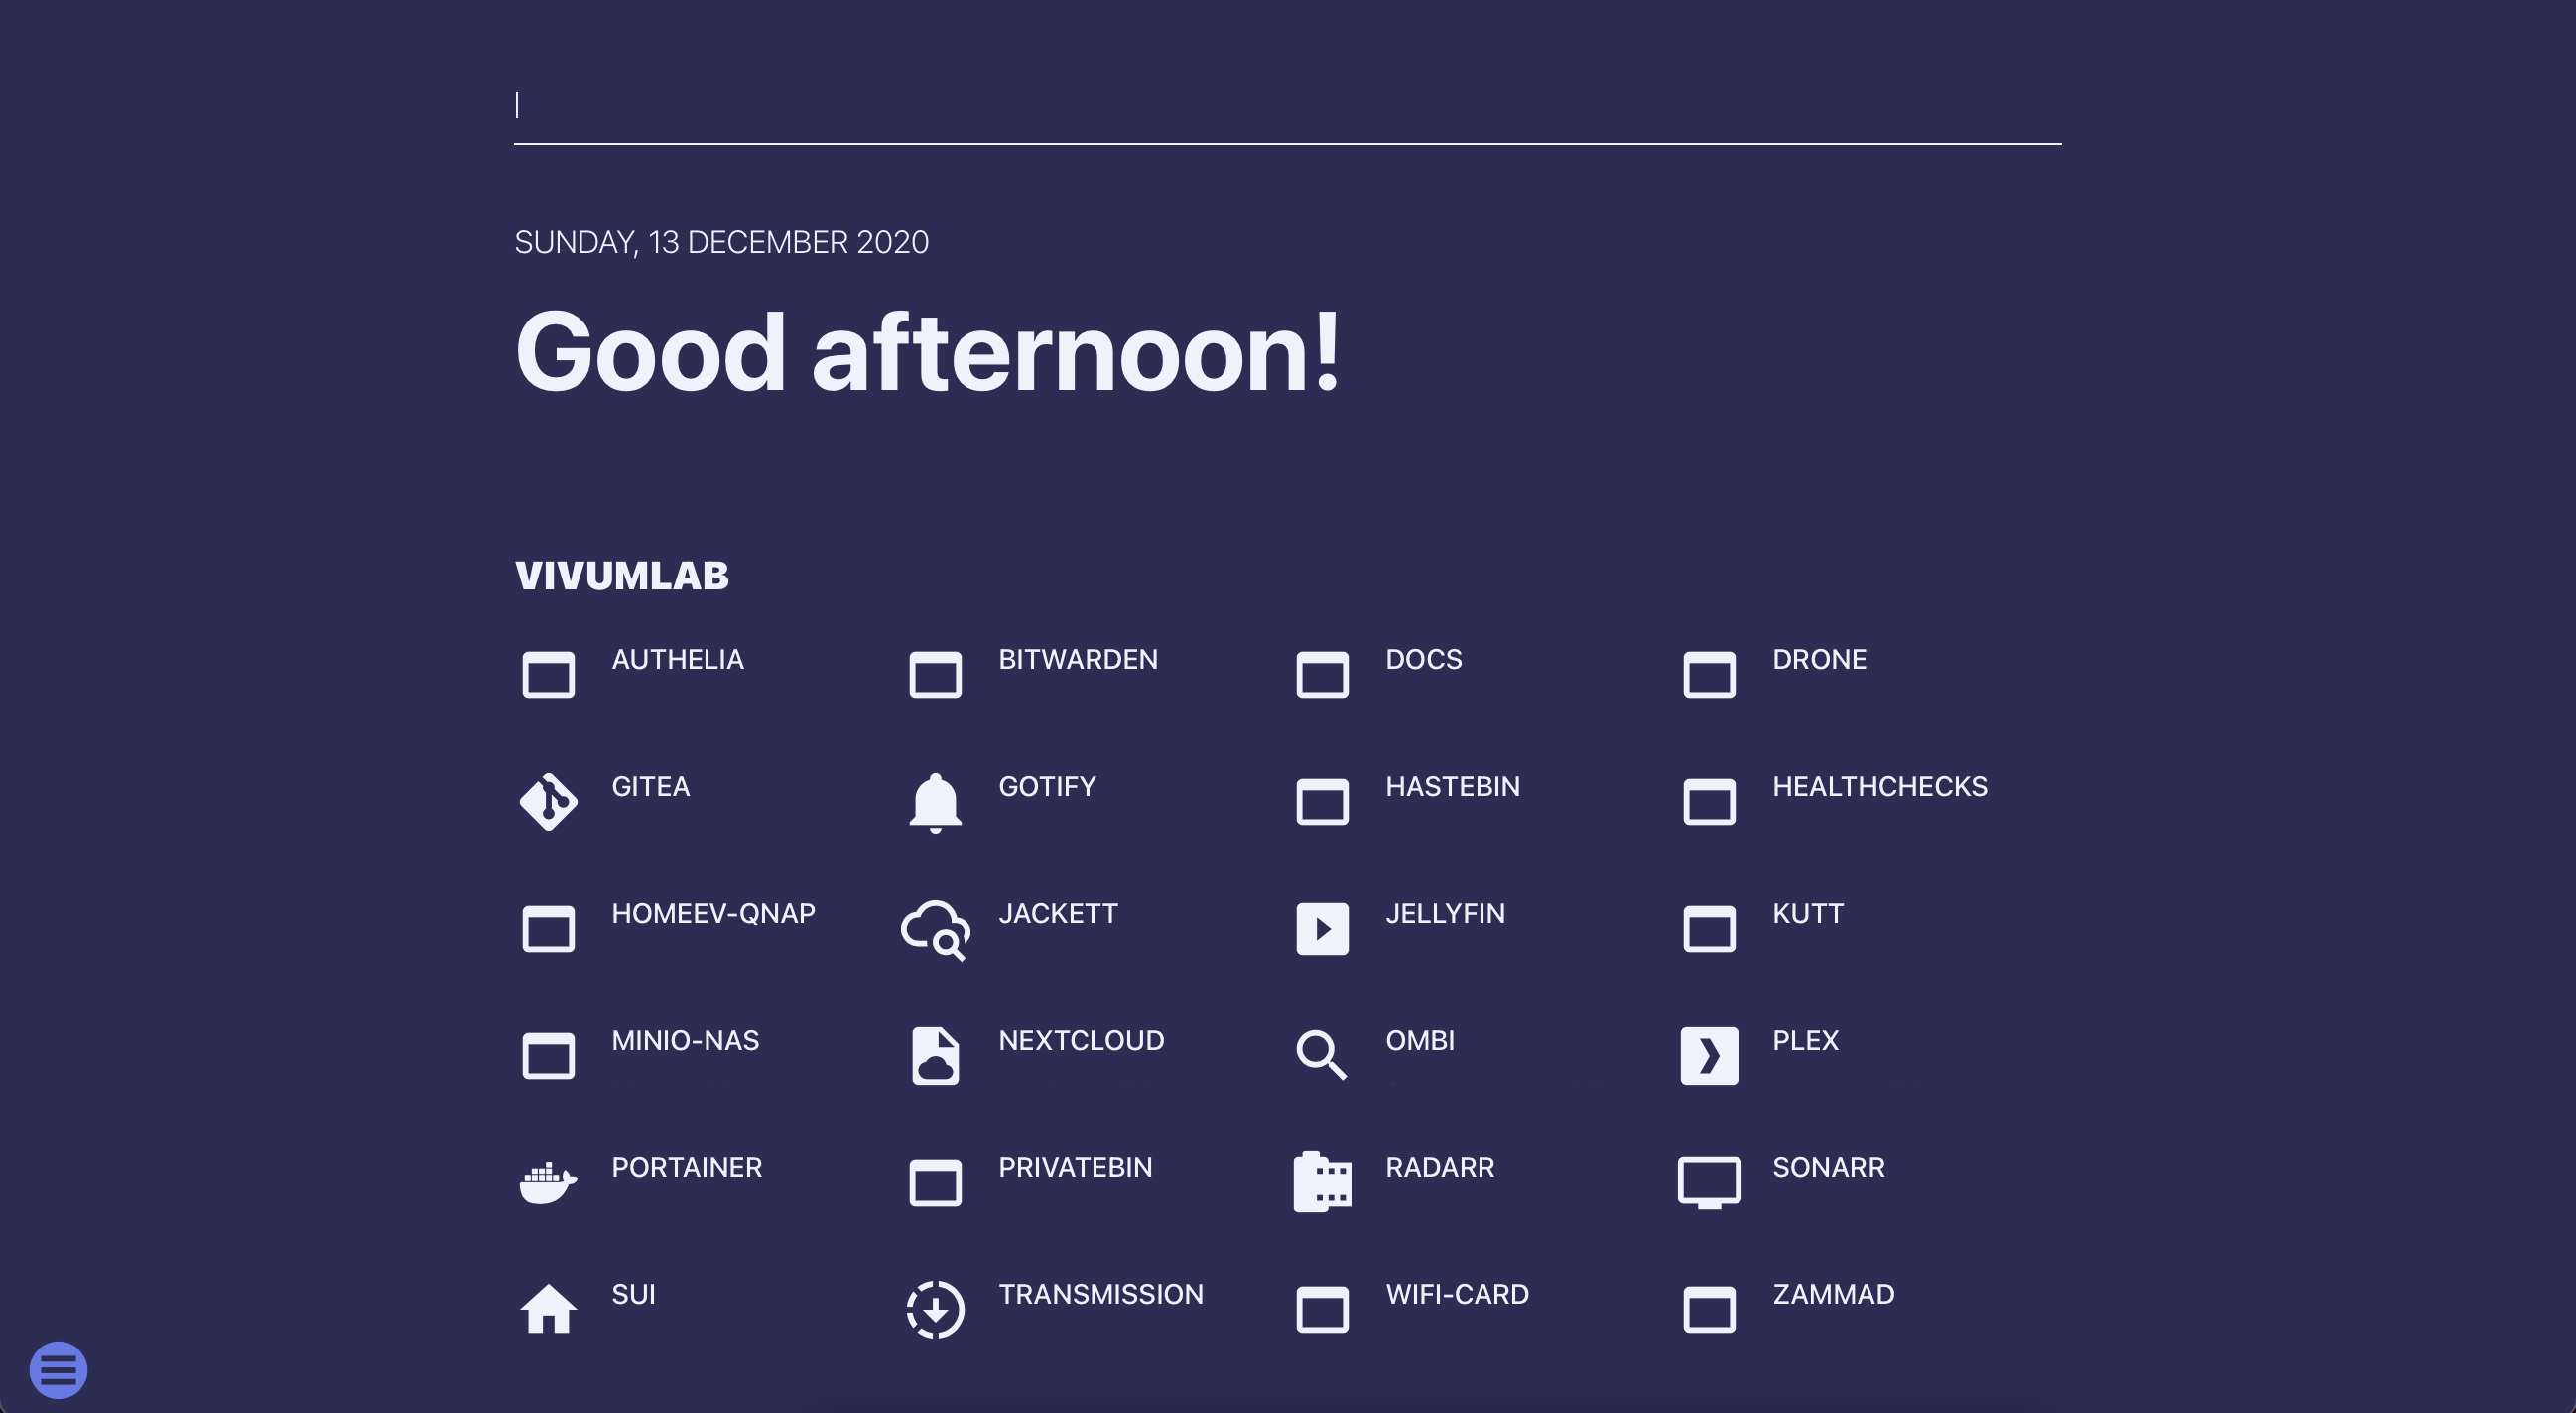 SUNDAY, 13 DECEMBER 2020
Good afternoon!
VIVUMLAB
AUTHELIA
BITWARDEN
DOCS
DRONE
GITEA
GOTIFY
HASTEBIN
HEALTHCHECKS
HOMEEV-QNAP
JACKETT
JELLYFIN
KUTT
MINIO-NAS
NEXTCLOUD
OMBI
PLEX
PORTAINER
PRIVATEBIN
RADARR
SONARR
SUI
TRANSMISSION
WIFI-CARD
ZAMMAD